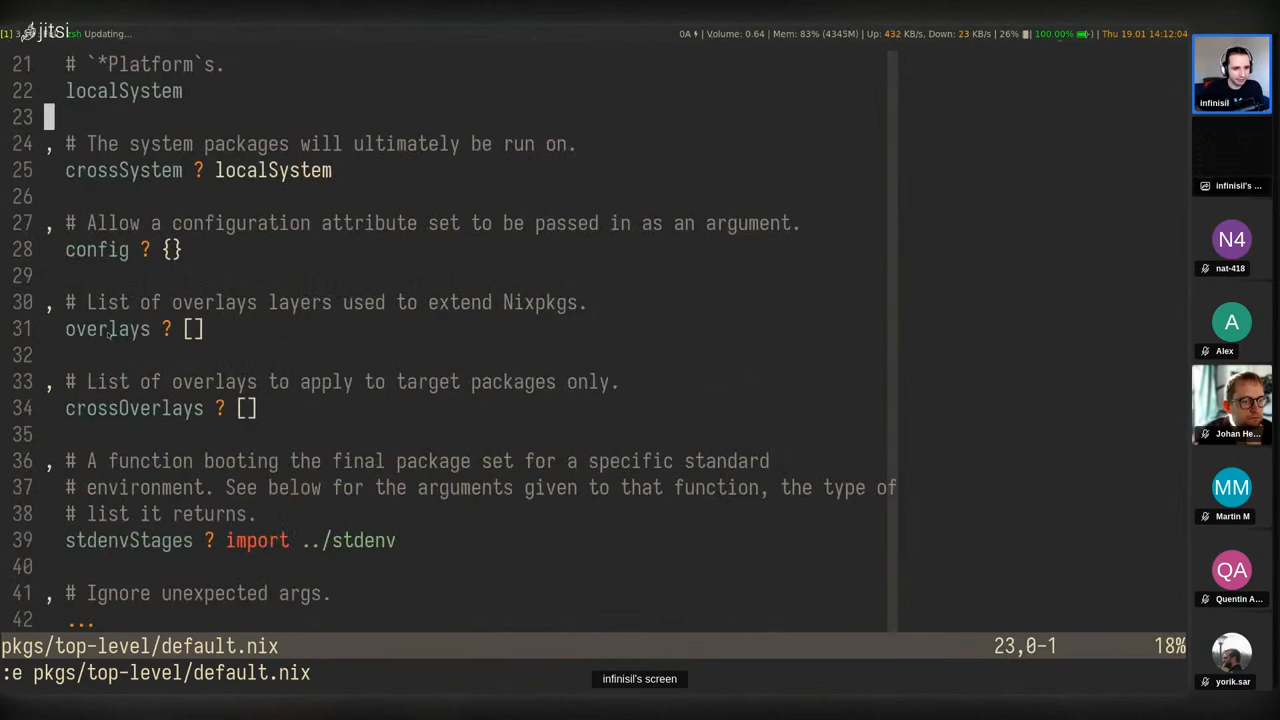 jitsi
[1] 3 zsh Updating...
0A | Volume: 0.64 | Mem: 83% (4345M) | Up: 432 KB/s, Down: 23 KB/s | 26% | 100.00% | Thu 19.01 14:12:04
21 # `*Platform`s.
22 localSystem
23
24 , # The system packages will ultimately be run on.
25 crossSystem ? localSystem
26
27 , # Allow a configuration attribute set to be passed in as an argument.
28 config ? {}
29
30 , # List of overlays layers used to extend Nixpkgs.
31 overlays ? []
32
33 , # List of overlays to apply to target packages only.
34 crossOverlays ? []
35
36 , # A function booting the final package set for a specific standard
37 # environment. See below for the arguments given to that function, the type of
38 # list it returns.
39 stdenvStages ? import ../stdenv
40
41 , # Ignore unexpected args.
42 ...
pkgs/top-level/default.nix 23,0-1 18%
:e pkgs/top-level/default.nix
infinisil's screen
infinisil
infinisil's ...
N4
nat-418
A
Alex
Johan He...
MM
Martin M
QA
Quentin A...
yorik.sar